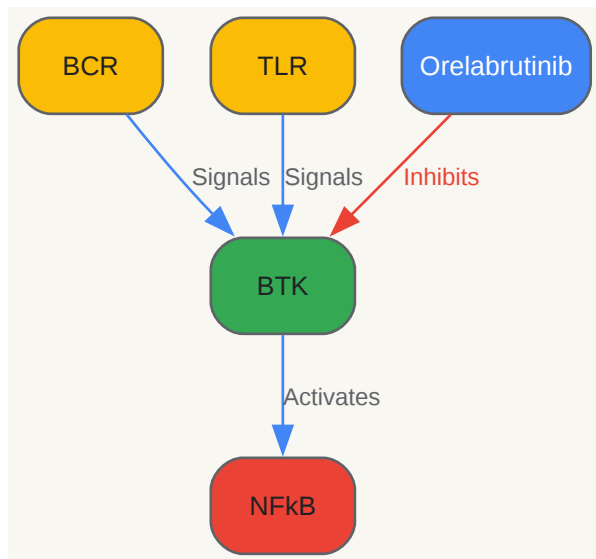 BCR
TLR
Orelabrutinib
Signals
Signals
Inhibits
BTK
Activates
NFkB